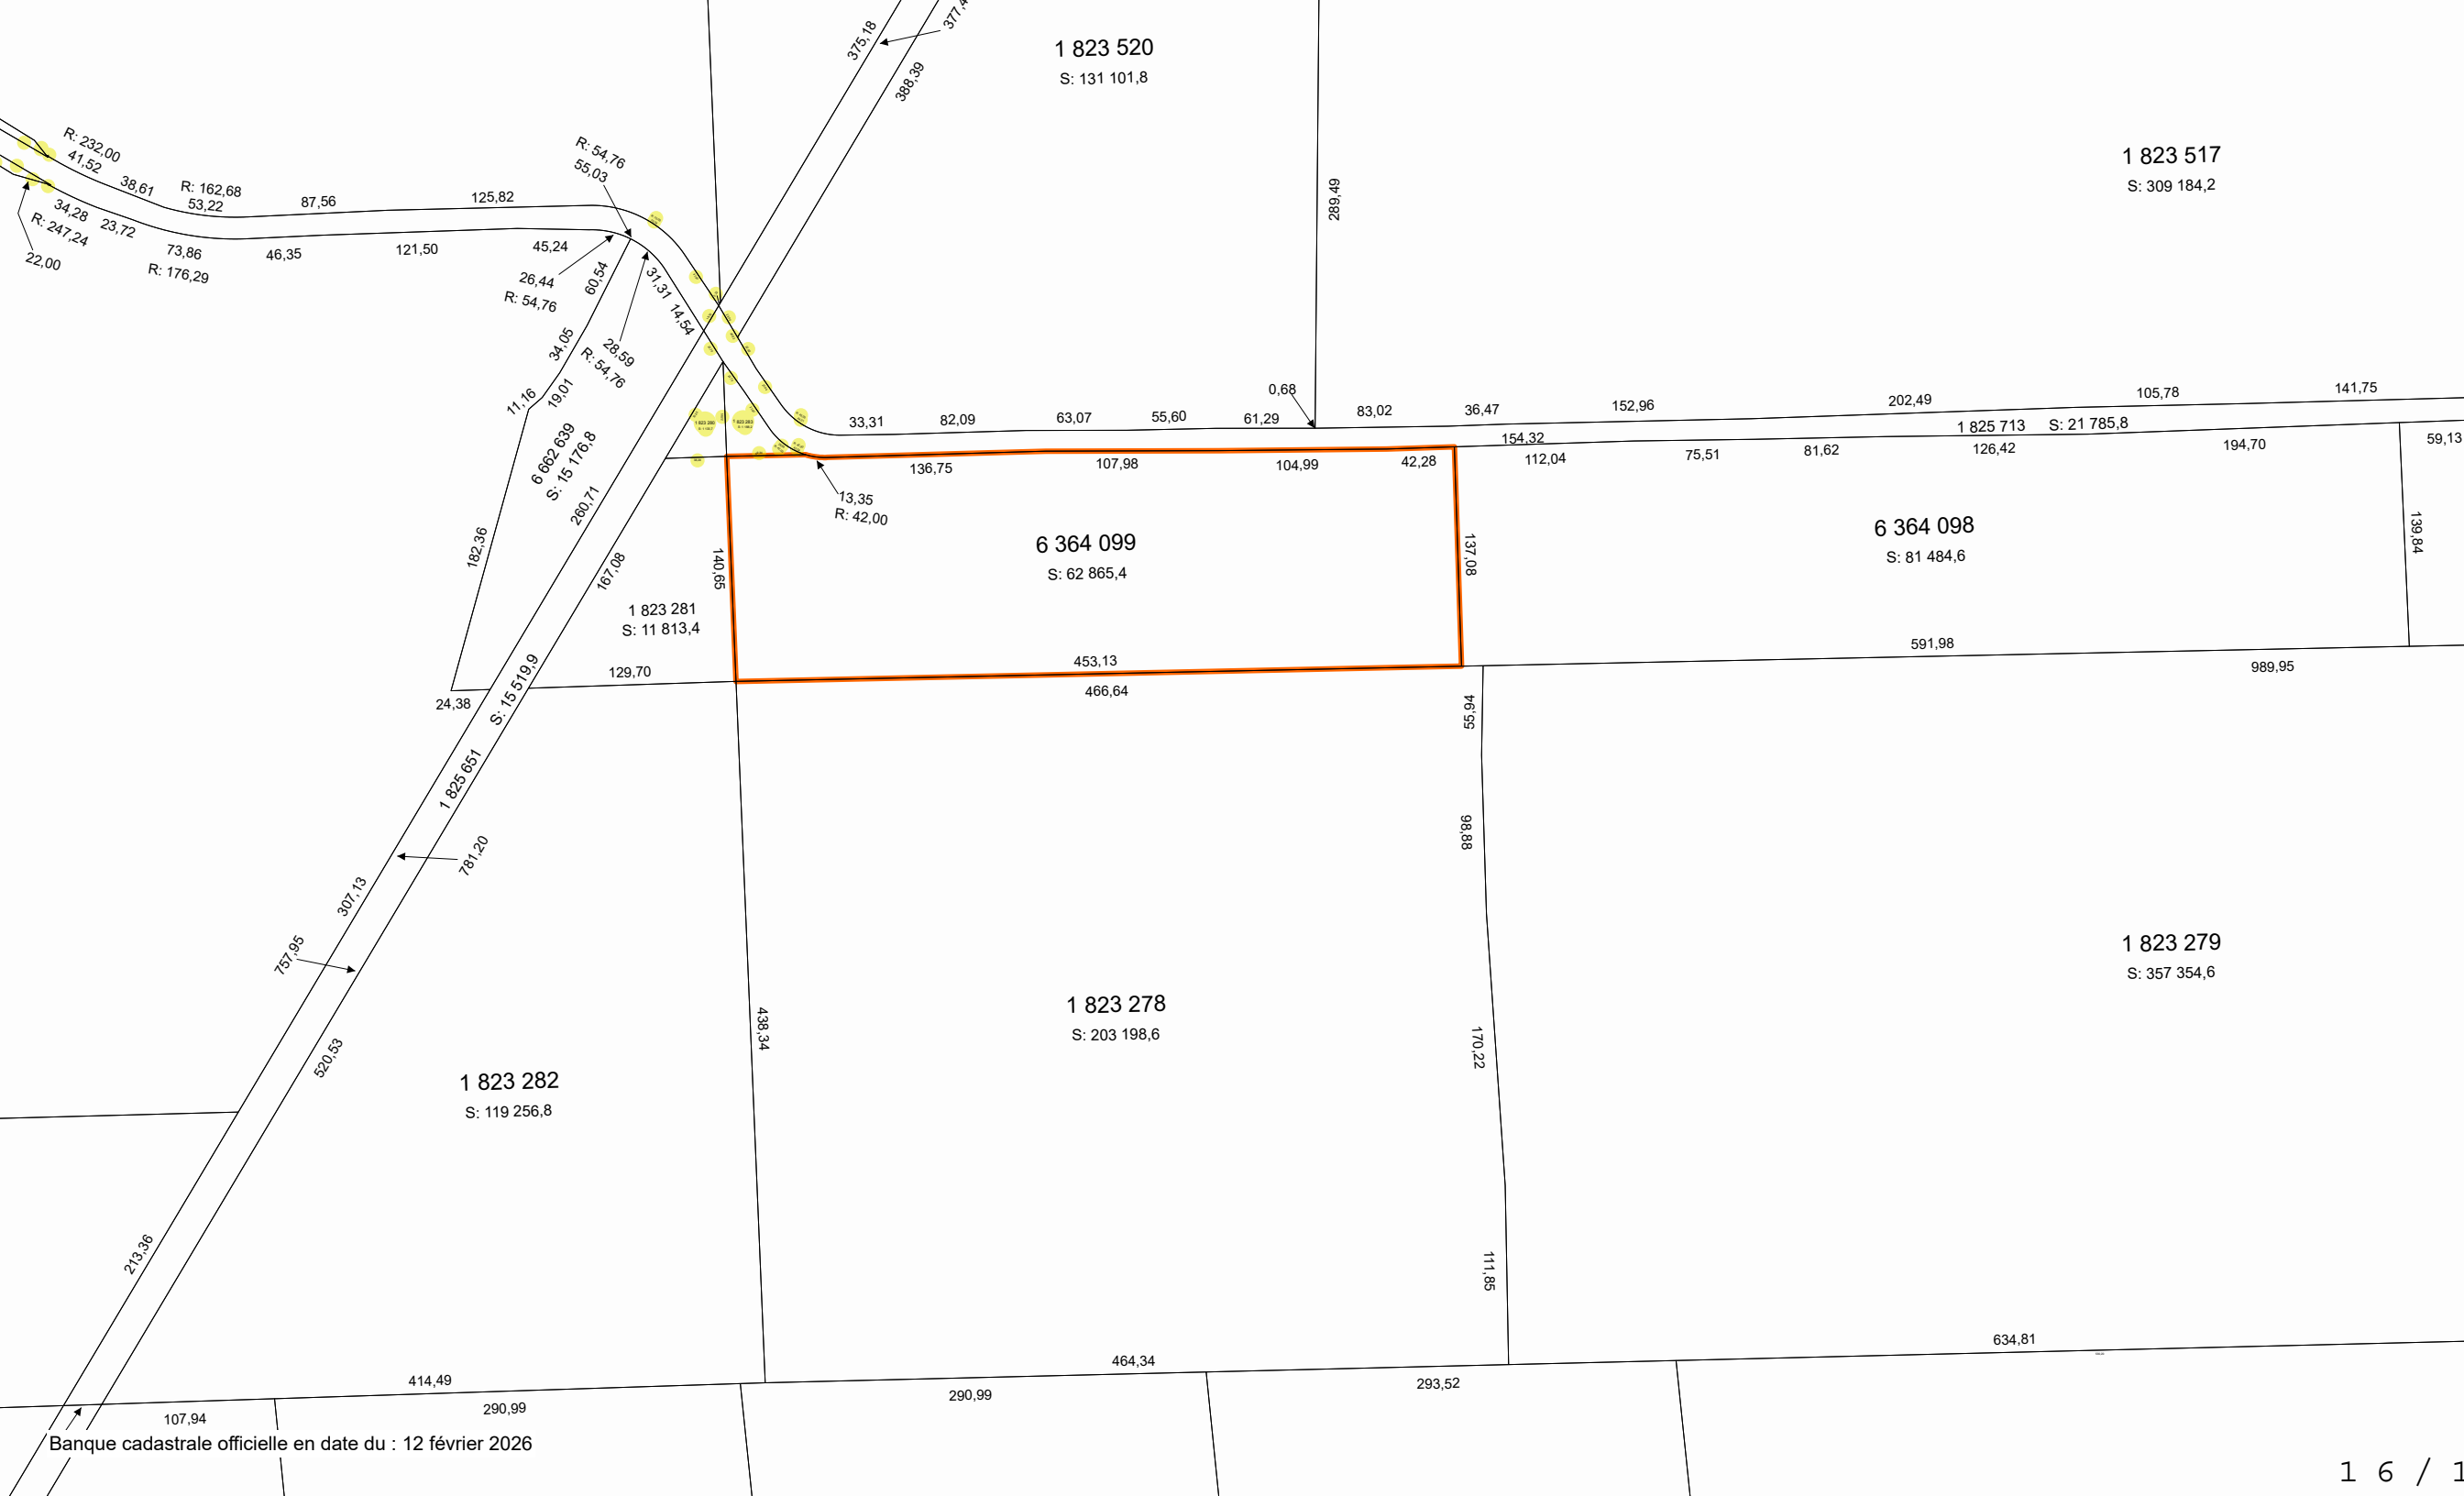 375,18
377,4
388,39
1 823 520
S: 131 101,8
289,49
1 823 517
S: 309 184,2
R: 232,00
41,52
38,61
R: 162,68
53,22
87,56
125,82
R: 54,76
55,03
34,28
R: 247,24
23,72
22,00
73,86
R: 176,29
46,35
121,50
45,24
26,44
R: 54,76
60,54
31,31
14,54
34,05
28,59
R: 54,76
11,16
19,01
6 662 639
S: 15 176,8
260,71
182,36
167,08
0,68
33,31
82,09
63,07
55,60
61,29
83,02
36,47
152,96
202,49
105,78
141,75
1 825 713
S: 21 785,8
154,32
136,75
107,98
104,99
42,28
112,04
75,51
81,62
126,42
194,70
59,13
13,35
R: 42,00
140,65
6 364 099
S: 62 865,4
137,08
6 364 098
S: 81 484,6
139,84
1 823 281
S: 11 813,4
129,70
453,13
466,64
591,98
989,95
24,38
S: 15 519,9
1 825 651
781,20
307,13
757,95
520,53
213,36
55,94
98,88
170,22
111,85
438,34
1 823 278
S: 203 198,6
1 823 279
S: 357 354,6
1 823 282
S: 119 256,8
464,34
634,81
414,49
290,99
293,52
107,94
290,99
Banque cadastrale officielle en date du : 12 février 2026
16 / 1